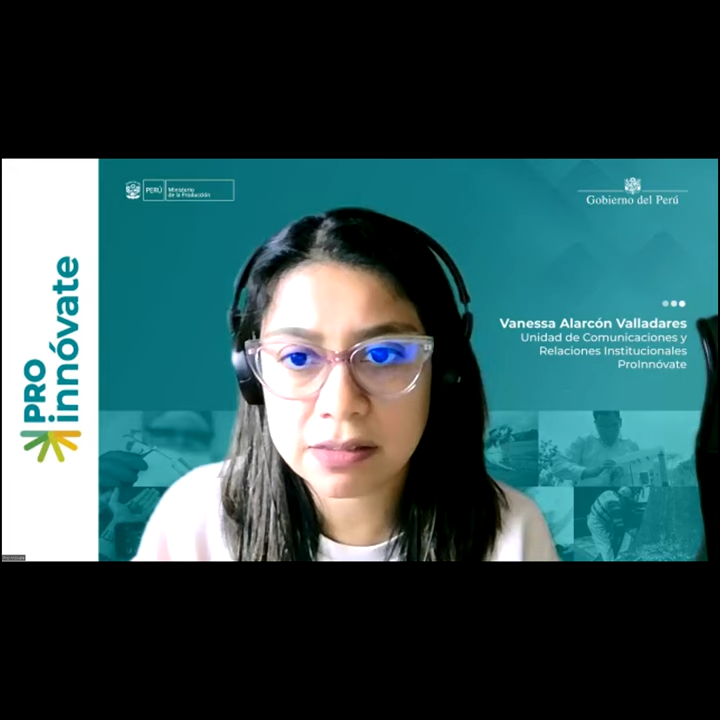 PRO
innóvate
PERÚ
Ministerio
de la Producción
Gobierno del Perú
Vanessa Alarcón Valladares
Unidad de Comunicaciones y
Relaciones Institucionales
ProInnóvate